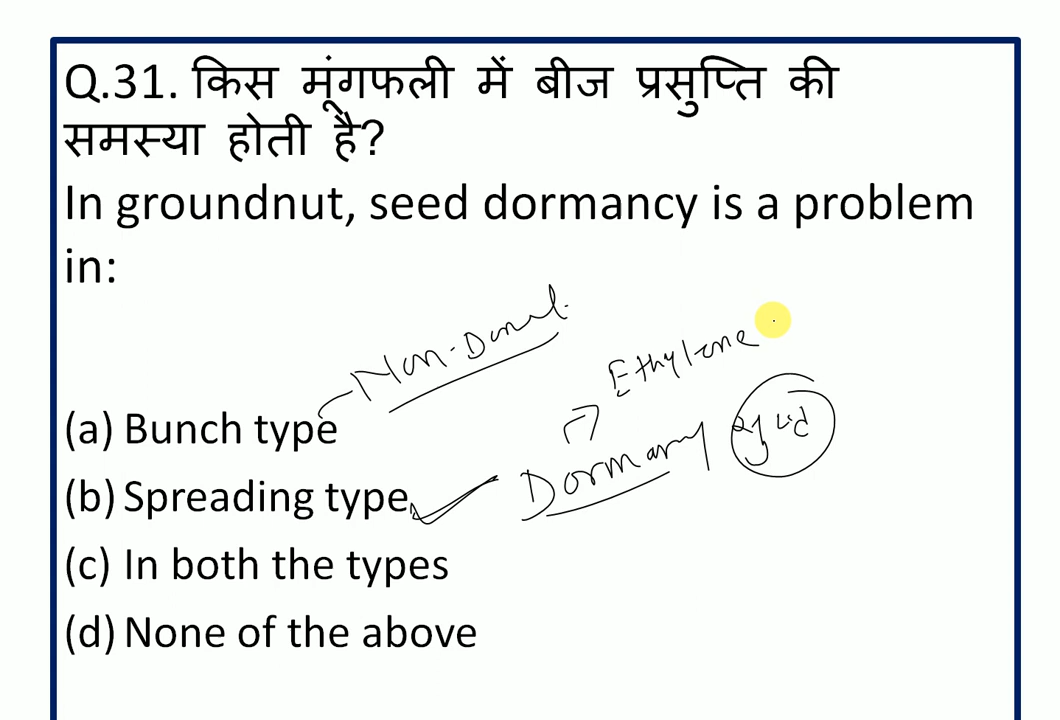 Q.31. किस मूंगफली में बीज प्रसुप्ति की
समस्या होती है?
In groundnut, seed dormancy is a problem
in:
Non-
Ethylene
(a) Bunch type
Dormancy
(b) Spreading type
(c) In both the types
(d) None of the above